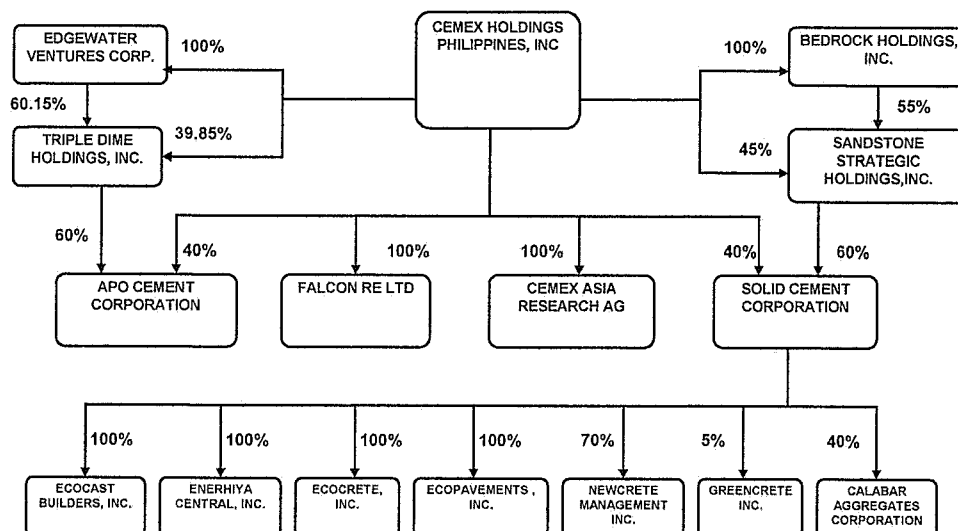 EDGEWATER
VENTURES CORP.
100%
CEMEX HOLDINGS
PHILIPPINES, INC
100%
BEDROCK HOLDINGS,
INC.
60.15%
55%
TRIPLE DIME
HOLDINGS, INC.
39.85%
45%
SANDSTONE
STRATEGIC
HOLDINGS,INC.
60%
40%
100%
100%
40%
60%
APO CEMENT
CORPORATION
FALCON RE LTD
CEMEX ASIA
RESEARCH AG
SOLID CEMENT
CORPORATION
100%
100%
100%
100%
70%
5%
40%
ECOCAST
BUILDERS, INC.
ENERHIYA
CENTRAL, INC.
ECOCRETE,
INC.
ECOPAVEMENTS ,
INC.
NEWCRETE
MANAGEMENT
INC.
GREENCRETE
INC.
CALABAR
AGGREGATES
CORPORATION